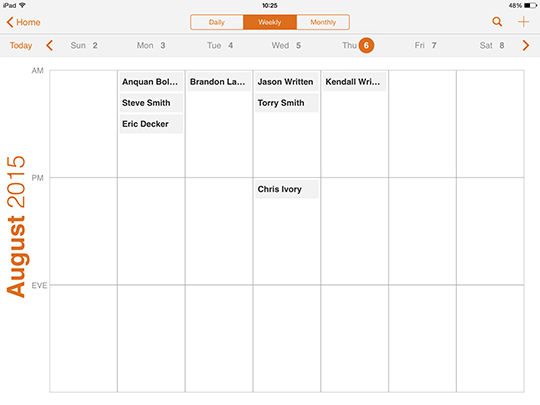 iPad 10:25 48%
Home Daily Weekly Monthly
Today Sun 2 Mon 3 Tue 4 Wed 5 Thu 6 Fri 7 Sat 8
August 2015
AM
Anquan Bol... Brandon La... Jason Written Kendall Wri...
Steve Smith Torry Smith
Eric Decker
PM
Chris Ivory
EVE